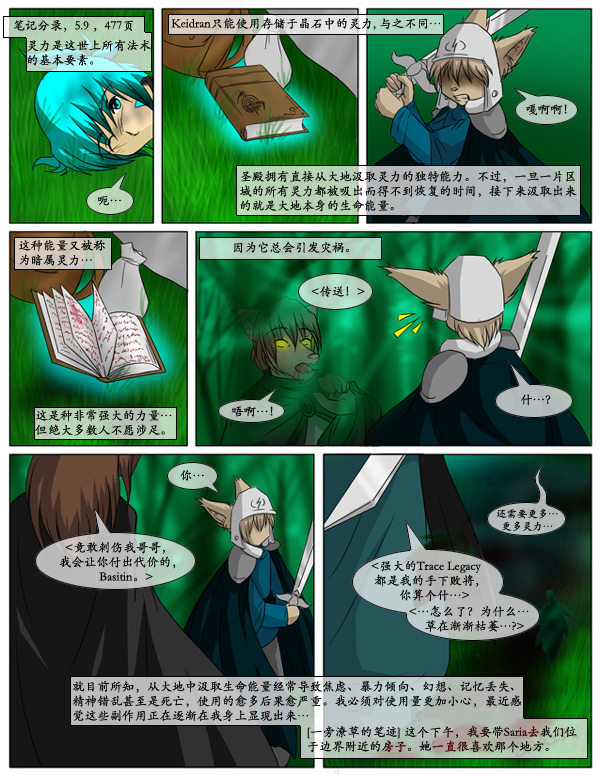 笔记分录，5.9 ，477页
灵力是这世上所有法术
的基本要素。
呃…
Keidran只能使用存储于晶石中的灵力, 与之不同…
嘎啊啊!
圣殿拥有直接从大地汲取灵力的独特能力。不过，一旦一片区
域的所有灵力都被吸出而得不到恢复的时间，接下来汲取出来
的就是大地本身的生命能量。
这种能量又被称
为暗属灵力…
这是种非常强大的力量…
但绝大多数人不愿涉足。
因为它总会引发灾祸。
<传送！>
唔啊…!
什…?
你…
<竟敢刺伤我哥哥，
我会让你付出代价的，
Basitin。>
还需要更多…
更多灵力…
<强大的Trace Legacy
都是我的手下败将，
你算个什…>
<…怎么了？为什么…
草在渐渐枯萎…?>
就目前所知，从大地中汲取生命能量经常导致焦虑、暴力倾向、幻想、记忆丢失、
精神错乱甚至是死亡，使用的愈多后果愈严重。我必须对使用量更加小心，最近感
觉这些副作用正在逐渐在我身上显现出来…
[一旁潦草的笔迹] 这个下午，我要带Saria去我们位
于边界附近的房子。她一直很喜欢那个地方。